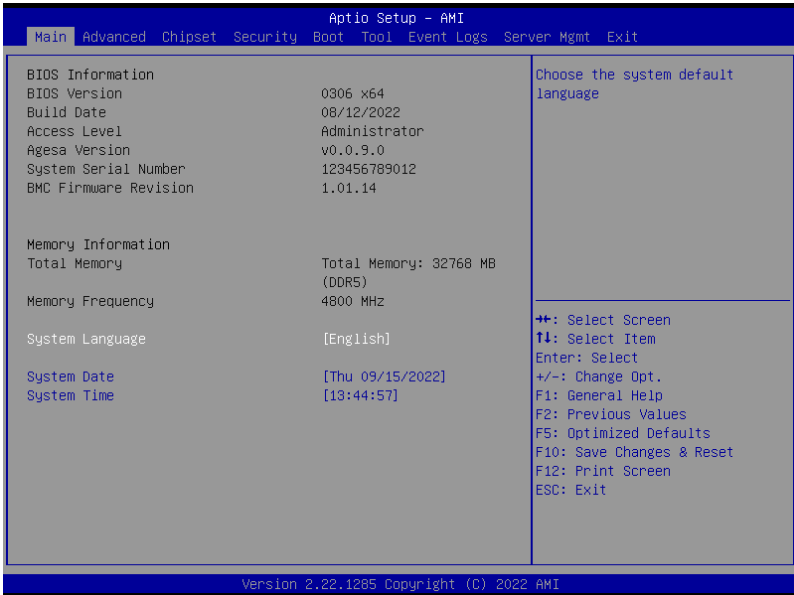 Aptio Setup - AMI
Main Advanced Chipset Security Boot Tool Event Logs Server Mgmt Exit
BIOS Information
BIOS Version 0306 x64
Build Date 08/12/2022
Access Level Administrator
Agesa Version v0.0.9.0
System Serial Number 123456789012
BMC Firmware Revision 1.01.14
Memory Information
Total Memory Total Memory: 32768 MB
(DDR5)
Memory Frequency 4800 MHz
System Language [English]
System Date [Thu 09/15/2022]
System Time [13:44:57]
Choose the system default
language
→←: Select Screen
↑↓: Select Item
Enter: Select
+/-: Change Opt.
F1: General Help
F2: Previous Values
F5: Optimized Defaults
F10: Save Changes & Reset
F12: Print Screen
ESC: Exit
Version 2.22.1285 Copyright (C) 2022 AMI